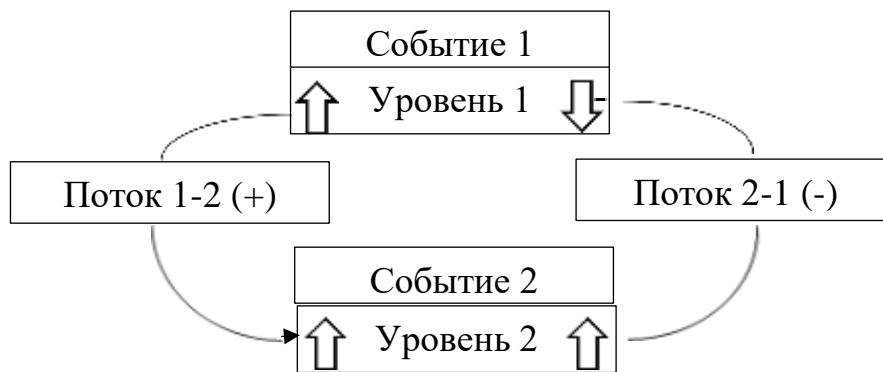 Событие 1
Уровень 1
Поток 1-2 (+)
Поток 2-1 (-)
Событие 2
Уровень 2